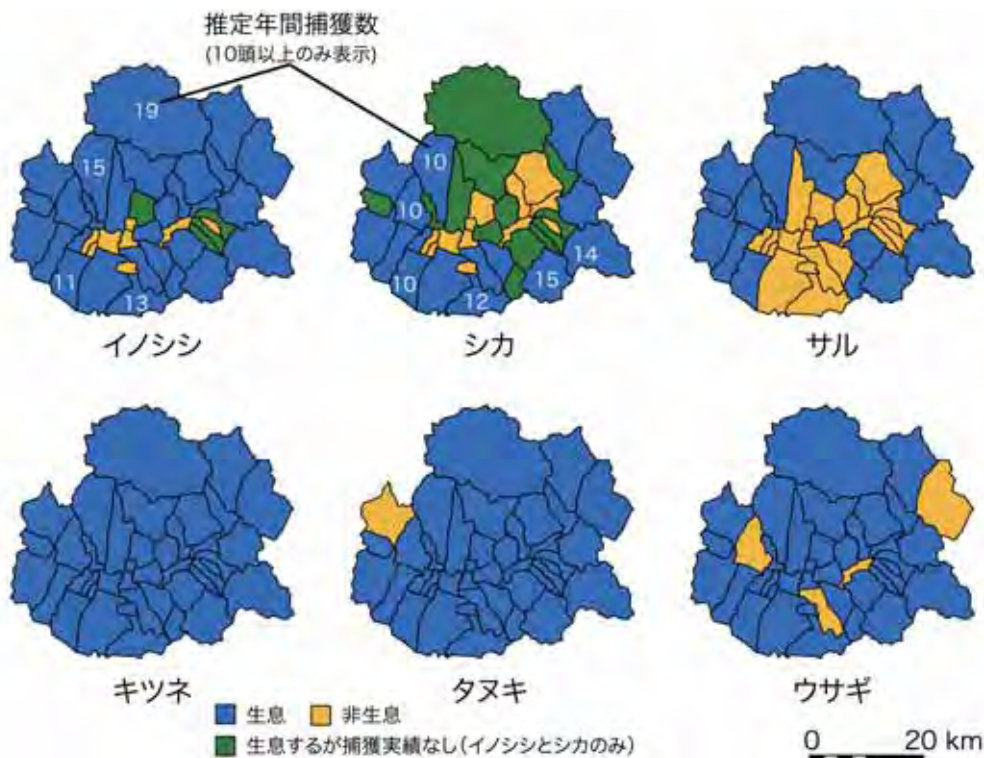 推定年間捕獲数
(10頭以上のみ表示)
19
15
11
13
イノシシ
10
10
10
12
15
14
シカ
サル
キツネ
タヌキ
ウサギ
生息 非生息
生息するが捕獲実績なし(イノシシとシカのみ)
0 20 km